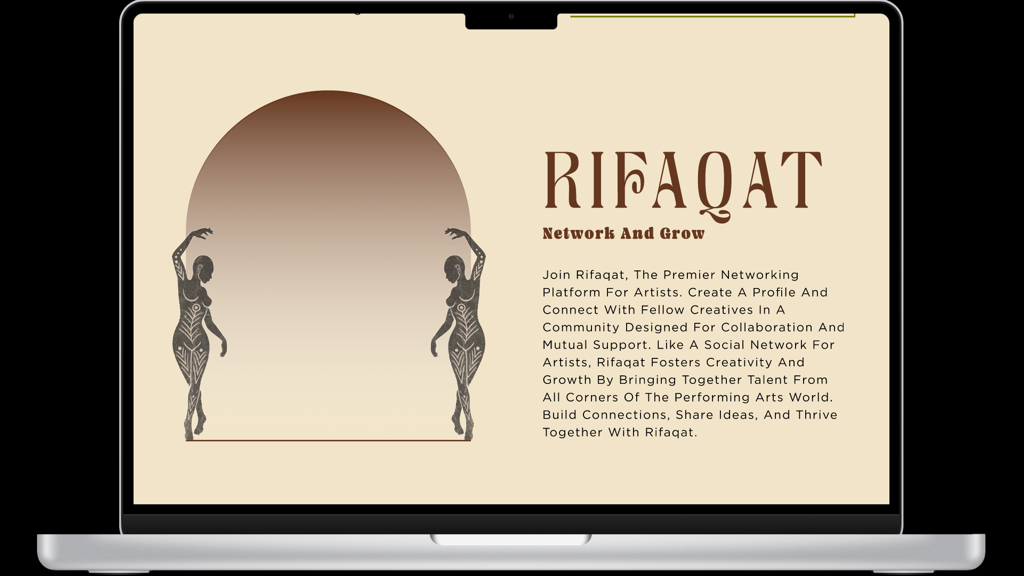 RIFAQAT
Network And Grow
Join Rifaqat, The Premier Networking
Platform For Artists. Create A Profile And
Connect With Fellow Creatives In A
Community Designed For Collaboration And
Mutual Support. Like A Social Network For
Artists, Rifaqat Fosters Creativity And
Growth By Bringing Together Talent From
All Corners Of The Performing Arts World.
Build Connections, Share Ideas, And Thrive
Together With Rifaqat.